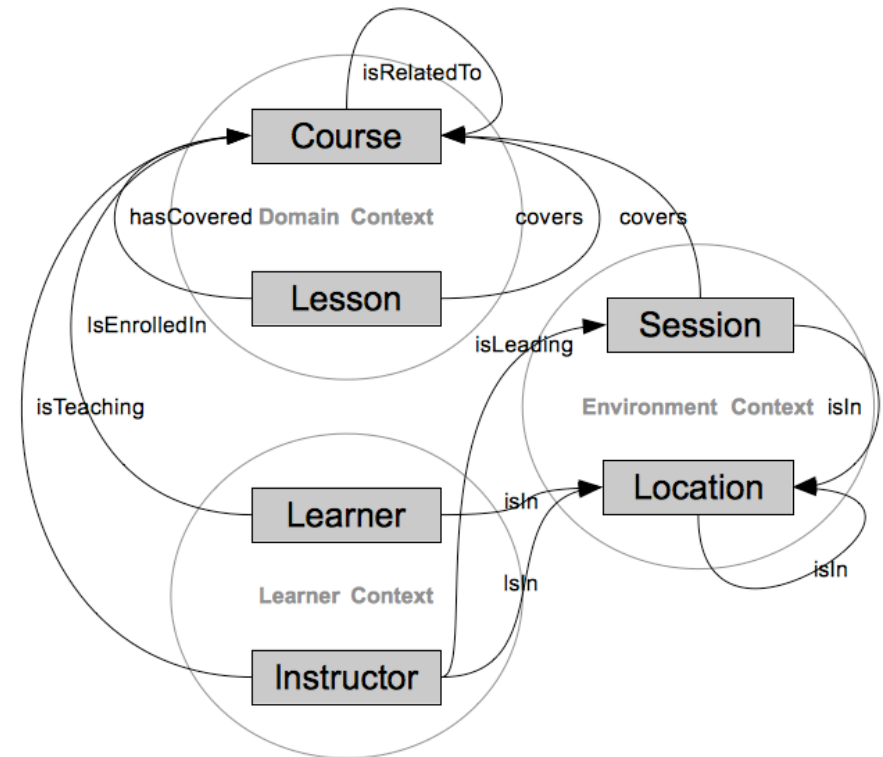 isRelatedTo
Course
hasCovered
Domain Context
covers
covers
Lesson
Session
IsEnrolledIn
isLeading
isTeaching
Environment Context
isIn
Learner
isIn
Location
isIn
Learner Context
IsIn
Instructor